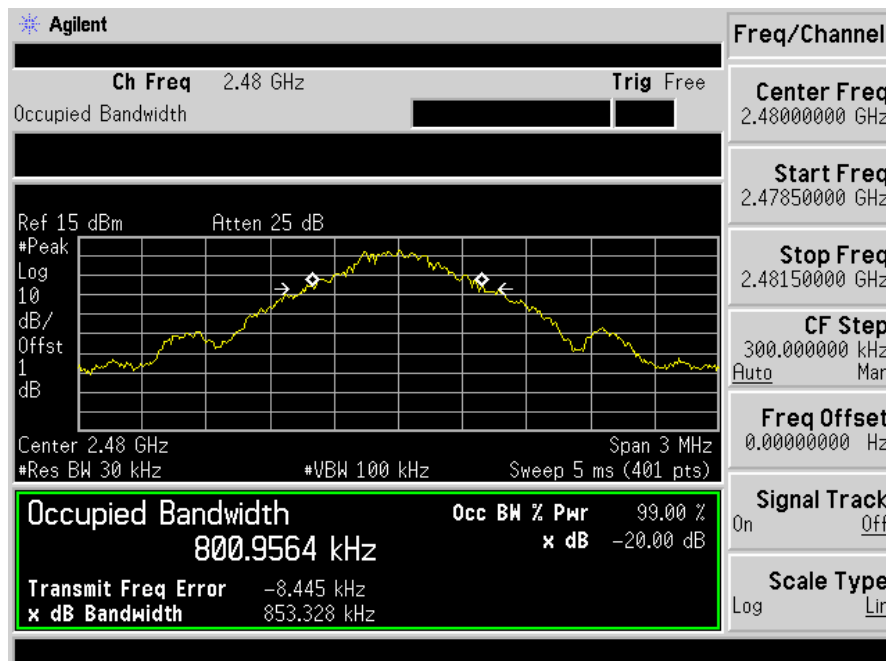 Agilent
Freq/Channel
Ch Freq 2.48 GHz Trig Free
Occupied Bandwidth
Center Freq
2.48000000 GHz
Start Freq
2.47850000 GHz
Stop Freq
2.48150000 GHz
CF Step
300.000000 kHz
Auto Man
Freq Offset
0.00000000 Hz
Signal Track
On Off
Scale Type
Log Lin
Ref 15 dBm Atten 25 dB
#Peak
Log
10
dB/
Offst
1
dB
Center 2.48 GHz Span 3 MHz
#Res BW 30 kHz #VBW 100 kHz Sweep 5 ms (401 pts)
Occupied Bandwidth
800.9564 kHz
Occ BW % Pwr 99.00 %
x dB -20.00 dB
Transmit Freq Error -8.445 kHz
x dB Bandwidth 853.328 kHz